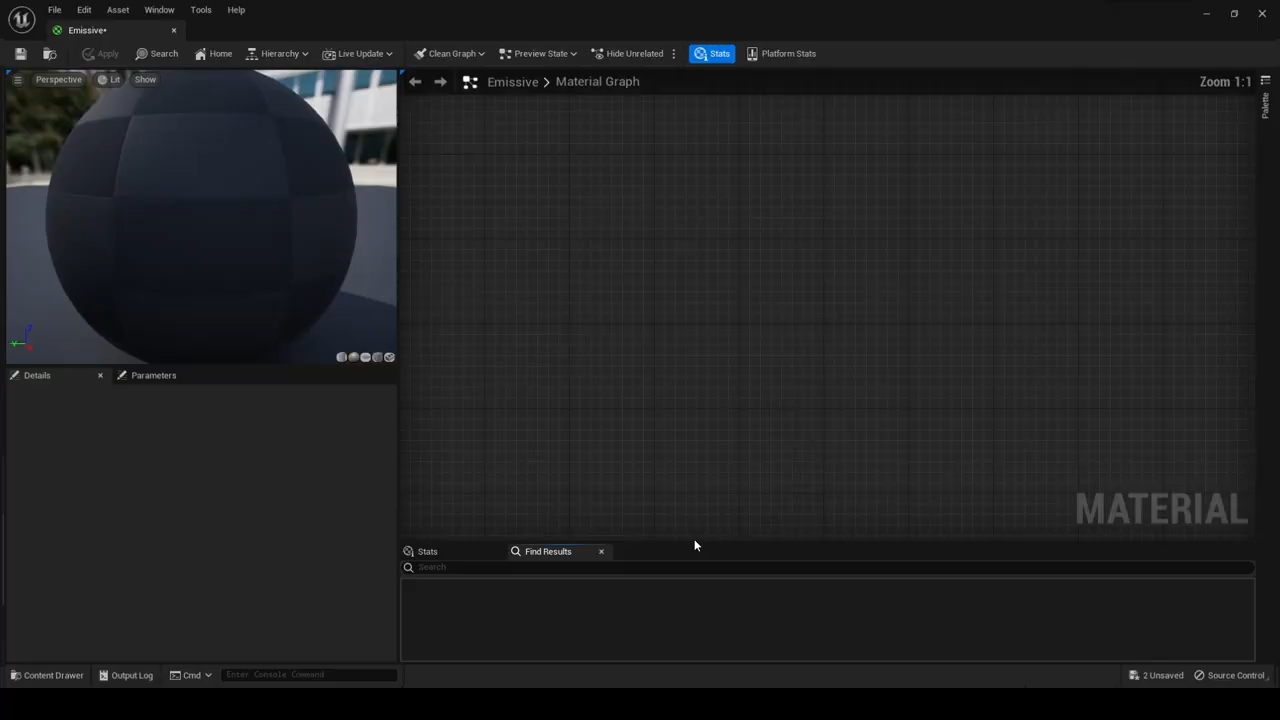 File Edit Asset Window Tools Help
Emissive•
Apply Search Home Hierarchy Live Update Clean Graph Preview State Hide Unrelated Stats Platform Stats
Perspective Lit Show
Emissive > Material Graph Zoom 1:1
Palette
Details Parameters
MATERIAL
Stats Find Results
Search
Content Drawer Output Log Cmd Enter Console Command 2 Unsaved Source Control